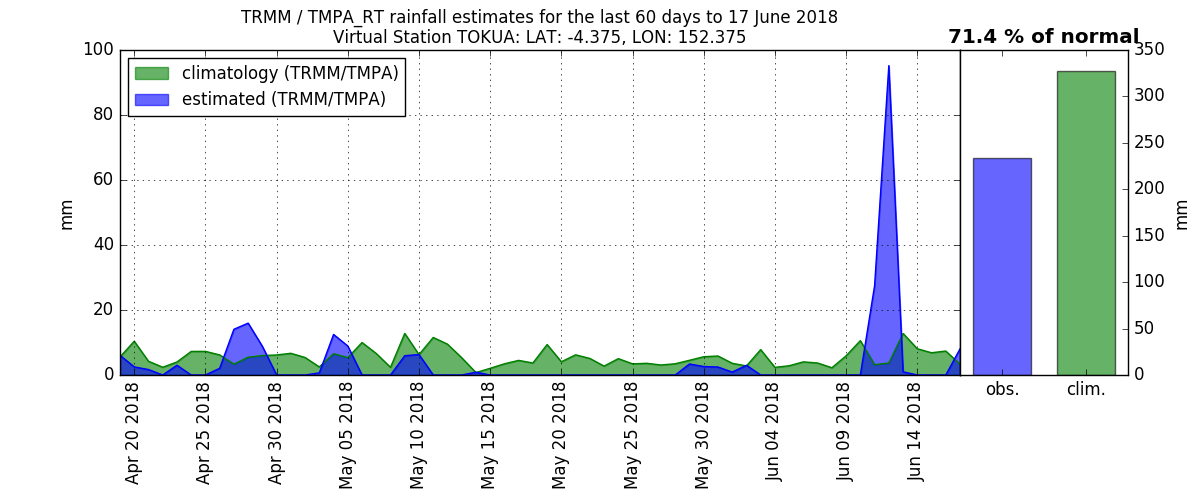 TRMM / TMPA_RT rainfall estimates for the last 60 days to 17 June 2018
Virtual Station TOKUA: LAT: -4.375, LON: 152.375
71.4 % of normal
climatology (TRMM/TMPA)
estimated (TRMM/TMPA)
100
80
60
40
20
0
mm
Apr 20 2018
Apr 25 2018
Apr 30 2018
May 05 2018
May 10 2018
May 15 2018
May 20 2018
May 25 2018
May 30 2018
Jun 04 2018
Jun 09 2018
Jun 14 2018
obs.
clim.
350
300
250
200
150
100
50
0
mm